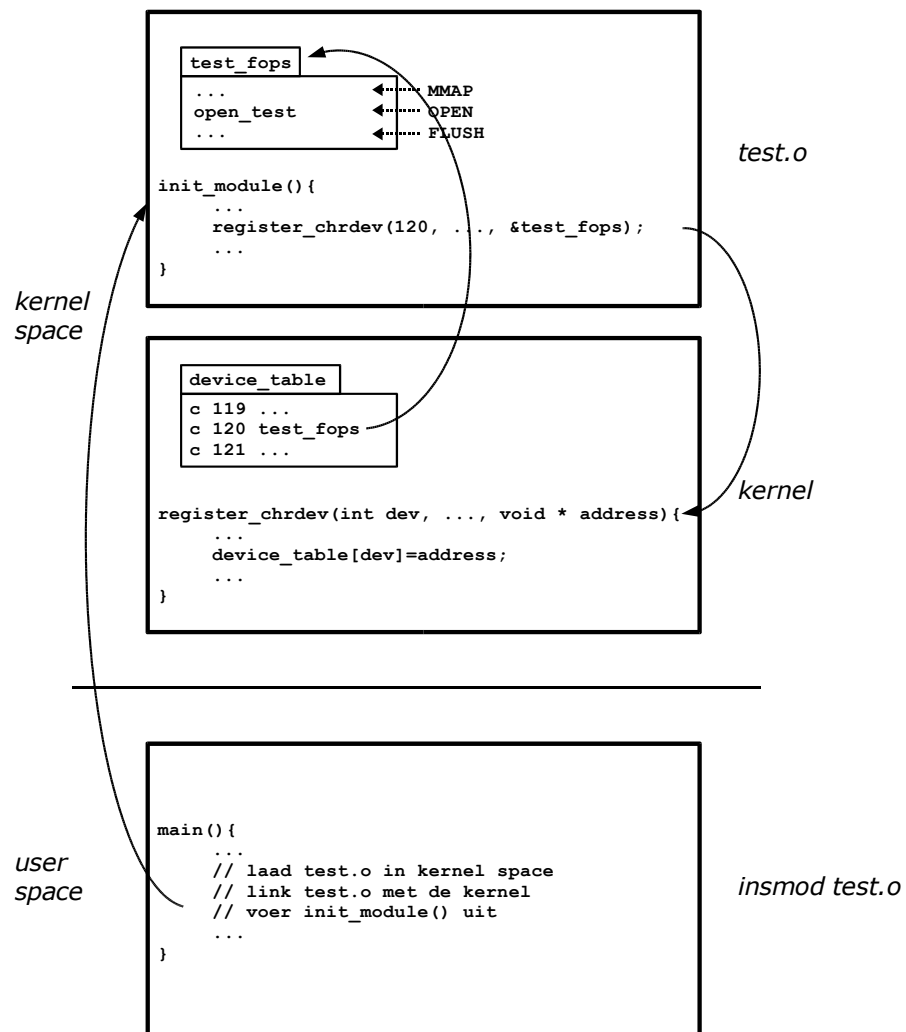 test_fops
... MMAP
open_test OPEN
... FLUSH
test.o
init_module(){
...
register_chrdev(120, ..., &test_fops);
...
}
kernel
space
device_table
c 119 ...
c 120 test_fops
c 121 ...
kernel
register_chrdev(int dev, ..., void * address){
...
device_table[dev]=address;
...
}
main(){
...
// laad test.o in kernel space
// link test.o met de kernel
// voer init_module() uit
...
}
user
space
insmod test.o